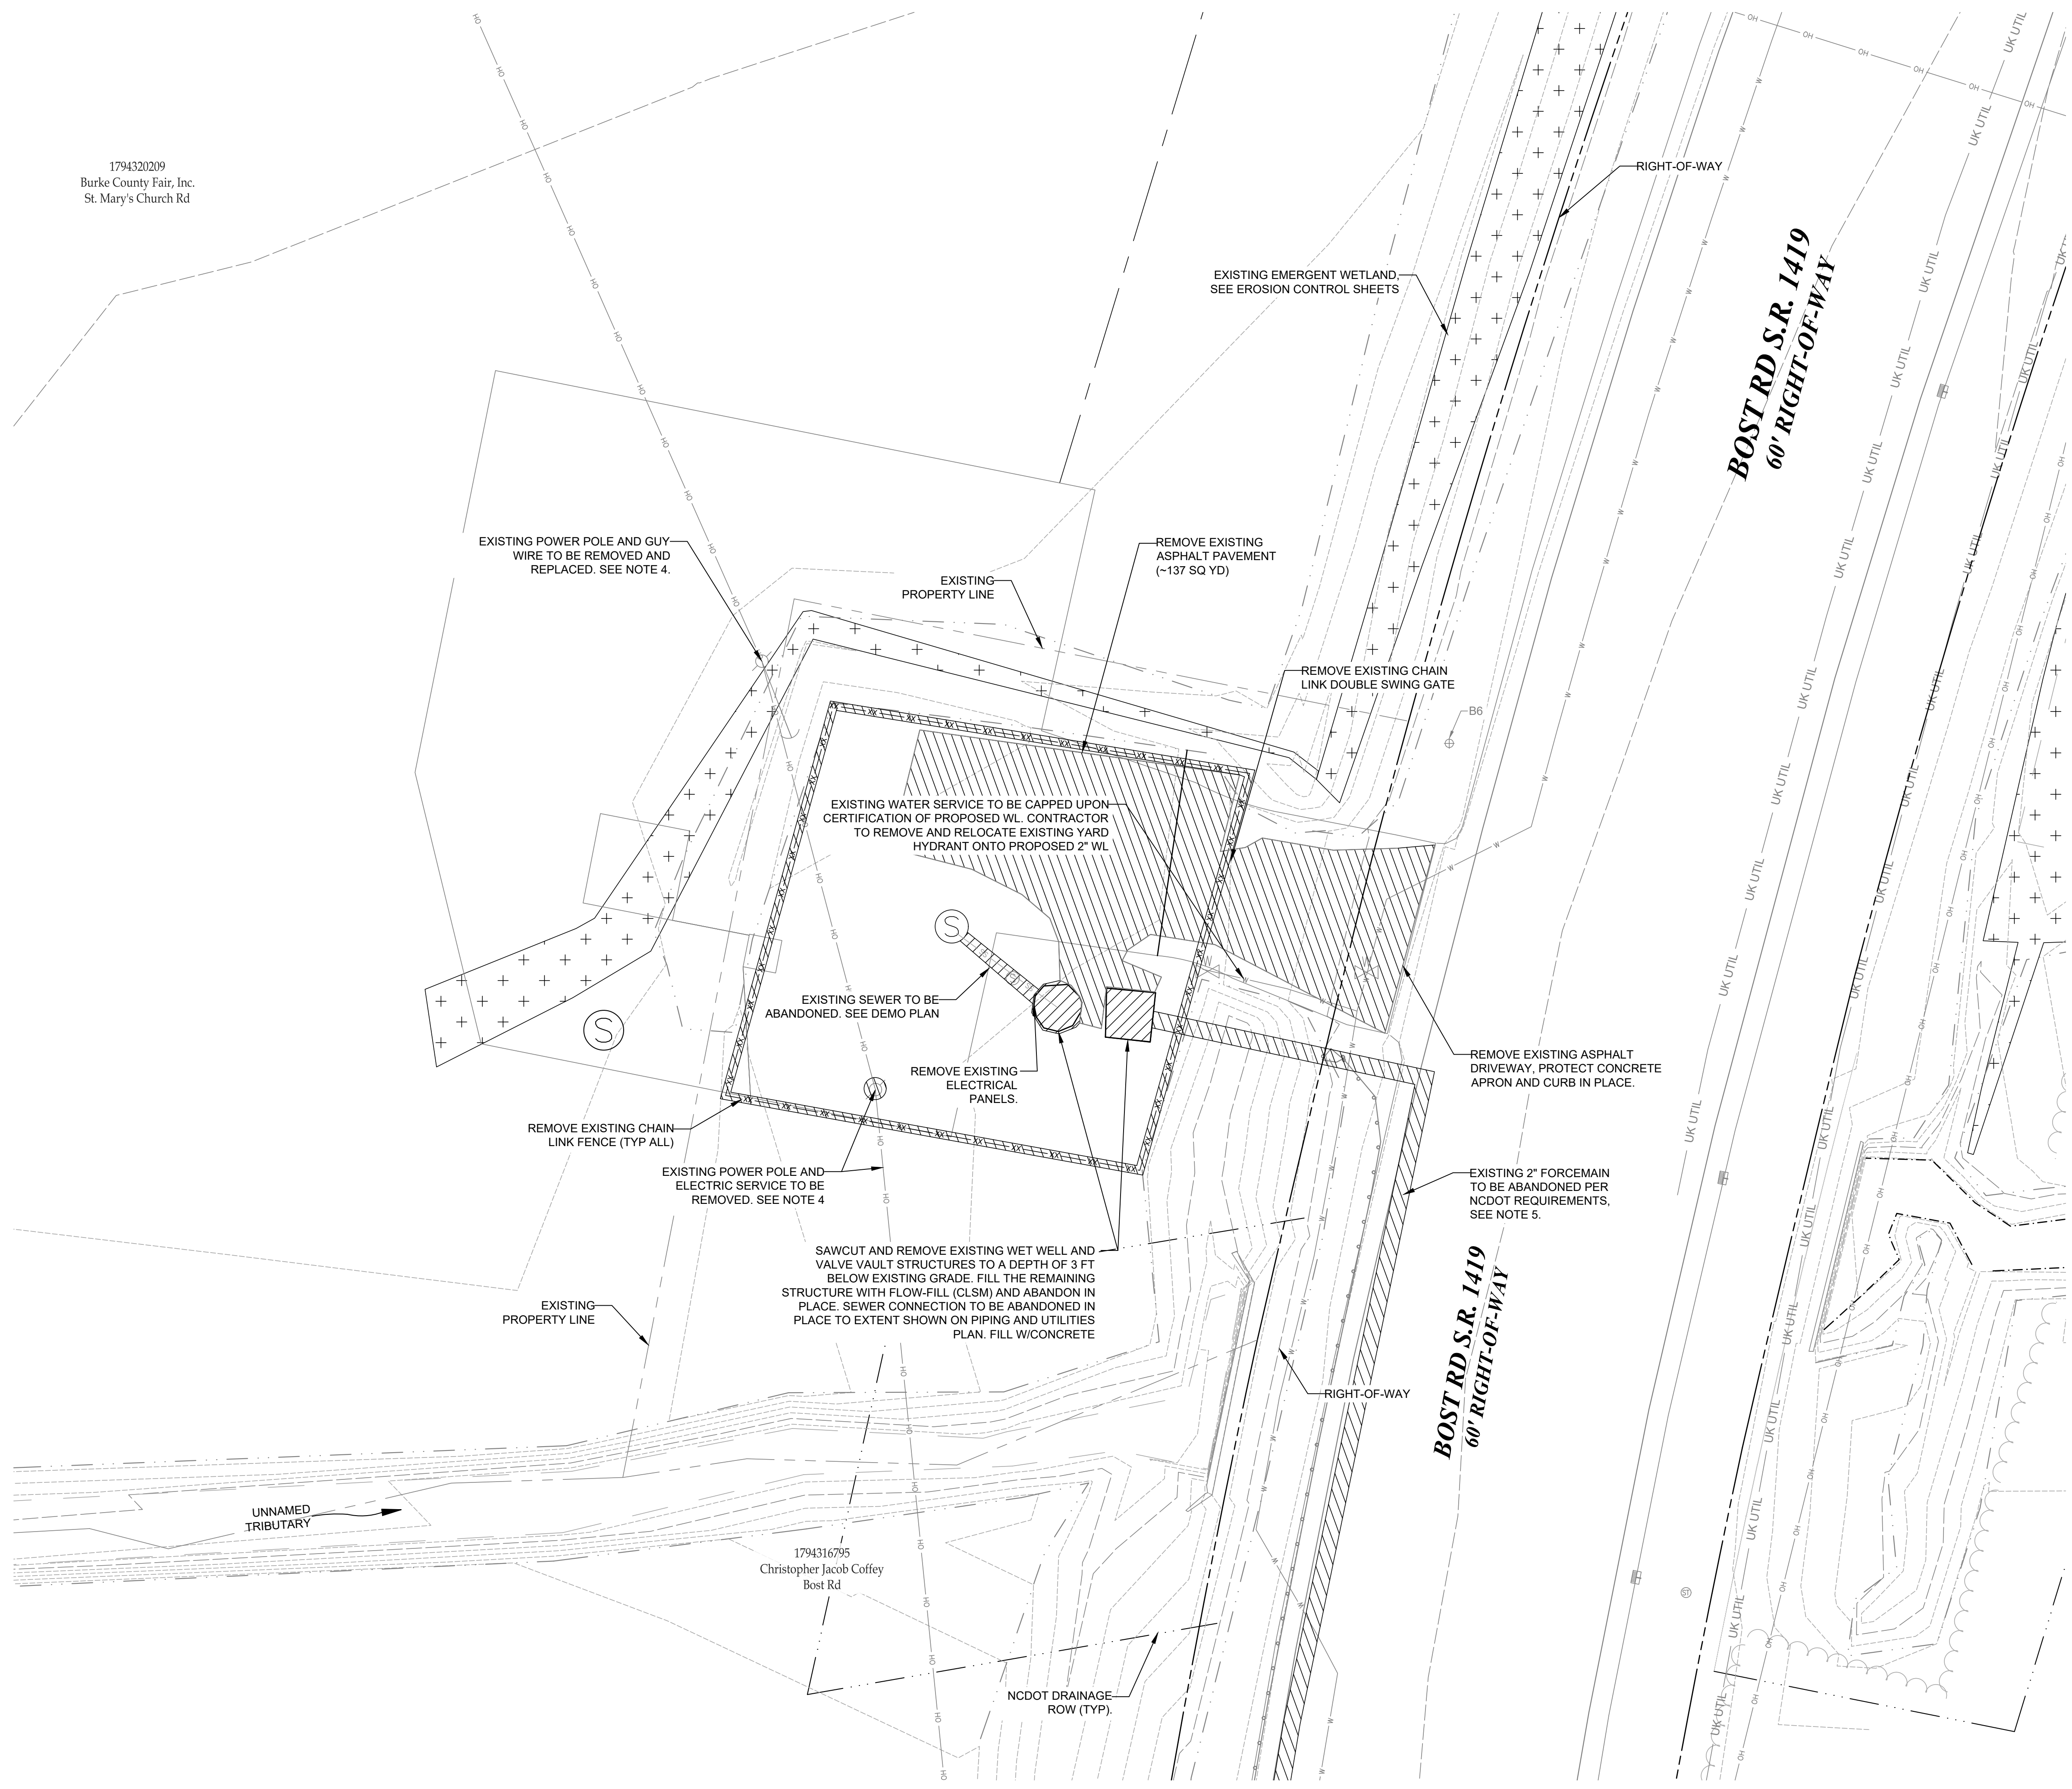 1794320209
Burke County Fair, Inc.
St. Mary's Church Rd
RIGHT-OF-WAY
BOST RD S.R. 1419
60' RIGHT-OF-WAY
EXISTING EMERGENT WETLAND,
SEE EROSION CONTROL SHEETS
EXISTING POWER POLE AND GUY
WIRE TO BE REMOVED AND
REPLACED. SEE NOTE 4.
REMOVE EXISTING
ASPHALT PAVEMENT
(~137 SQ YD)
EXISTING
PROPERTY LINE
REMOVE EXISTING CHAIN
LINK DOUBLE SWING GATE
B6
EXISTING WATER SERVICE TO BE CAPPED UPON
CERTIFICATION OF PROPOSED WL. CONTRACTOR
TO REMOVE AND RELOCATE EXISTING YARD
HYDRANT ONTO PROPOSED 2" WL
S
EXISTING SEWER TO BE
ABANDONED. SEE DEMO PLAN
S
REMOVE EXISTING
ELECTRICAL
PANELS.
REMOVE EXISTING ASPHALT
DRIVEWAY, PROTECT CONCRETE
APRON AND CURB IN PLACE.
REMOVE EXISTING CHAIN
LINK FENCE (TYP ALL)
EXISTING POWER POLE AND
ELECTRIC SERVICE TO BE
REMOVED. SEE NOTE 4
EXISTING 2" FORCEMAIN
TO BE ABANDONED PER
NCDOT REQUIREMENTS,
SEE NOTE 5.
SAWCUT AND REMOVE EXISTING WET WELL AND
VALVE VAULT STRUCTURES TO A DEPTH OF 3 FT
BELOW EXISTING GRADE. FILL THE REMAINING
STRUCTURE WITH FLOW-FILL (CLSM) AND ABANDON IN
PLACE. SEWER CONNECTION TO BE ABANDONED IN
PLACE TO EXTENT SHOWN ON PIPING AND UTILITIES
PLAN. FILL W/CONCRETE
EXISTING
PROPERTY LINE
BOST RD S.R. 1419
60' RIGHT-OF-WAY
RIGHT-OF-WAY
UNNAMED
TRIBUTARY
1794316795
Christopher Jacob Coffey
Bost Rd
ST
NCDOT DRAINAGE
ROW (TYP).
OH
W
UK UTIL